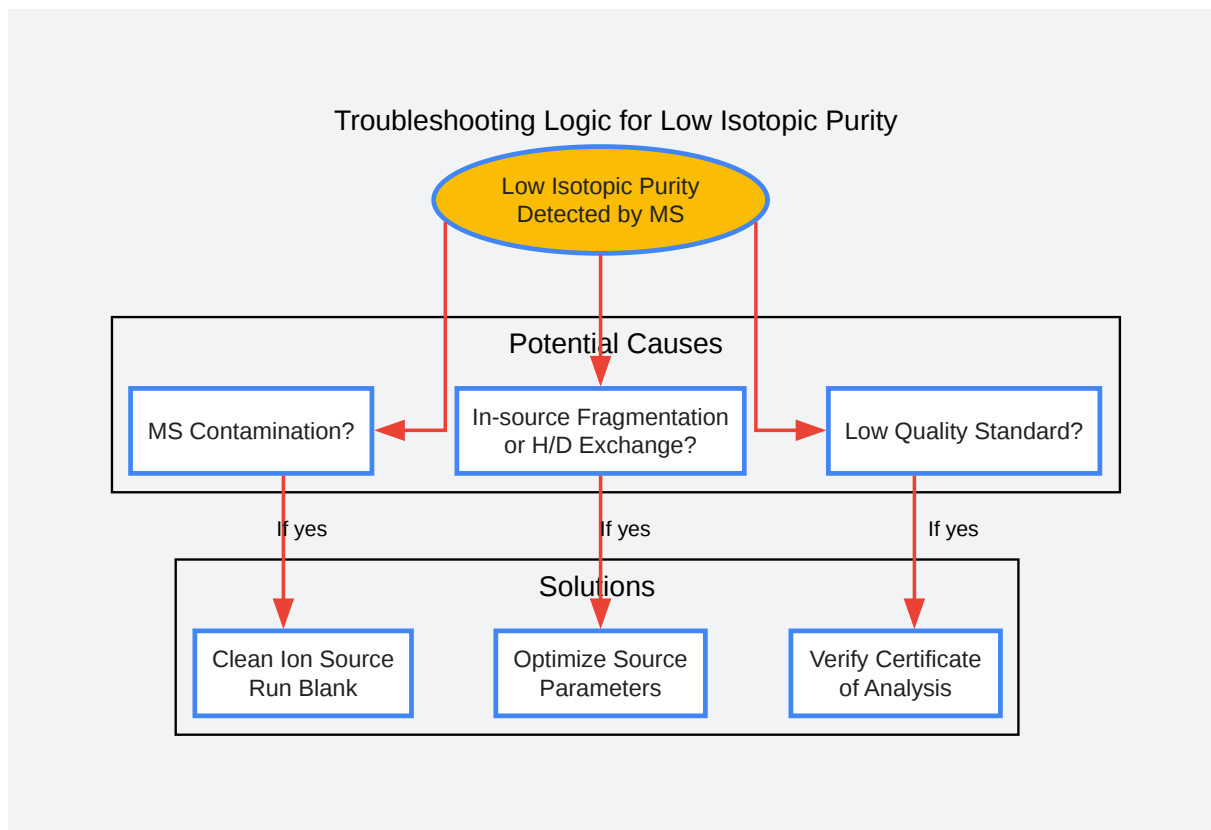 Troubleshooting Logic for Low Isotopic Purity
Low Isotopic Purity
Detected by MS
Potential Causes
MS Contamination?
In-source Fragmentation
or H/D Exchange?
Low Quality Standard?
If yes
If yes
If yes
Solutions
Clean Ion Source
Run Blank
Optimize Source
Parameters
Verify Certificate
of Analysis